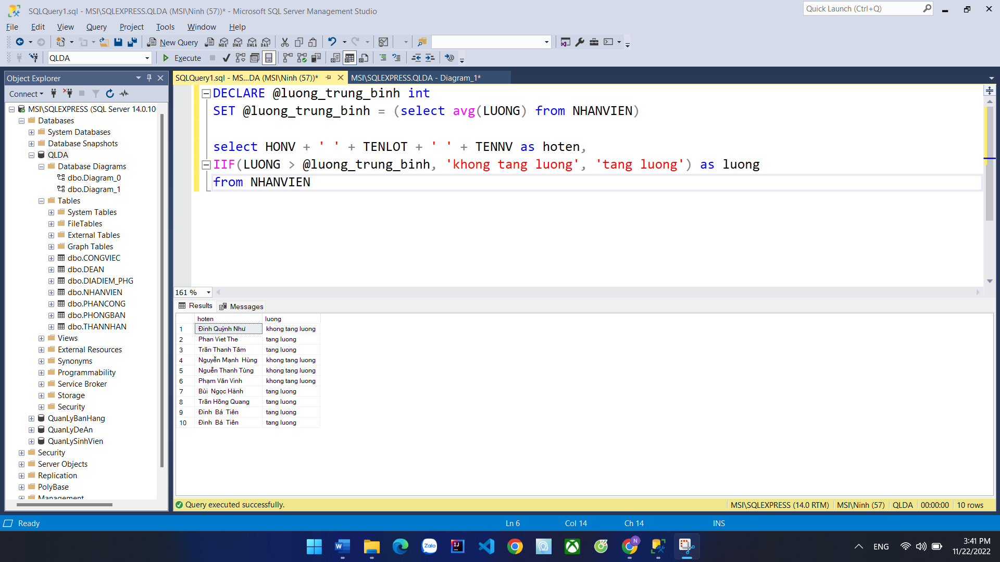 SQLQuery1.sql - MSI\SQLEXPRESS.QLDA (MSI\Ninh (57))* - Microsoft SQL Server Management Studio
Quick Launch (Ctrl+Q)
File Edit View Query Project Tools Window Help
New Query MDX DMX XMLA DAX
QLDA Execute
Object Explorer
Connect
MSI\SQLEXPRESS (SQL Server 14.0.10
Databases
System Databases
Database Snapshots
QLDA
Database Diagrams
dbo.Diagram_0
dbo.Diagram_1
Tables
System Tables
FileTables
External Tables
Graph Tables
dbo.CONGVIEC
dbo.DEAN
dbo.DIADIEM_PHG
dbo.NHANVIEN
dbo.PHANCONG
dbo.PHONGBAN
dbo.THANNHAN
Views
External Resources
Synonyms
Programmability
Service Broker
Storage
Security
QuanLyBanHang
QuanLyDeAn
QuanLySinhVien
Security
Server Objects
Replication
PolyBase
Management
SQLQuery1.sql - MS...DA (MSI\Ninh (57))* MSI\SQLEXPRESS.QLDA - Diagram_1*
DECLARE @luong_trung_binh int
SET @luong_trung_binh = (select avg(LUONG) from NHANVIEN)
select HONV + ' ' + TENLOT + ' ' + TENNV as hoten,
IIF(LUONG > @luong_trung_binh, 'khong tang luong', 'tang luong') as luong
from NHANVIEN
161 %
Results Messages
hoten luong
1 Đinh Quỳnh Như khong tang luong
2 Phan Viet The tang luong
3 Trần Thanh Tâm tang luong
4 Nguyễn Mạnh Hùng khong tang luong
5 Nguễn Thanh Tùng khong tang luong
6 Phạm Văn Vinh khong tang luong
7 Bùi Ngọc Hành tang luong
8 Trần Hồng Quang tang luong
9 Đinh Bá Tiên tang luong
10 Đinh Bá Tiên tang luong
Query executed successfully. MSI\SQLEXPRESS (14.0 RTM) MSI\Ninh (57) QLDA 00:00:00 10 rows
Ready Ln 6 Col 14 Ch 14 INS
Zalo
IJ
N
ENG
3:41 PM
11/22/2022